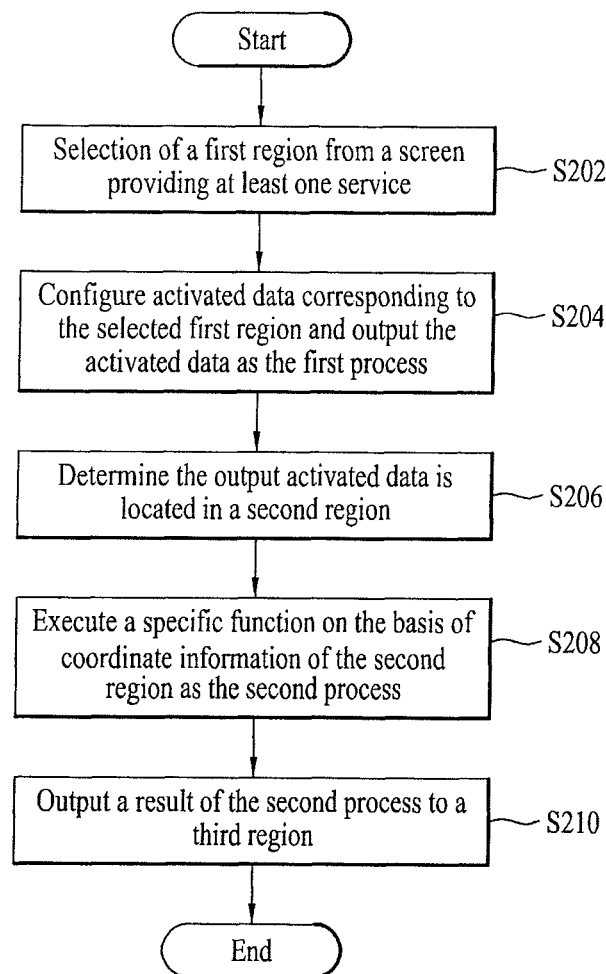 Start
Selection of a first region from a screen
providing at least one service
S202
Configure activated data corresponding to
the selected first region and output the
activated data as the first process
S204
Determine the output activated data is
located in a second region
S206
Execute a specific function on the basis of
coordinate information of the second
region as the second process
S208
Output a result of the second process to a
third region
S210
End